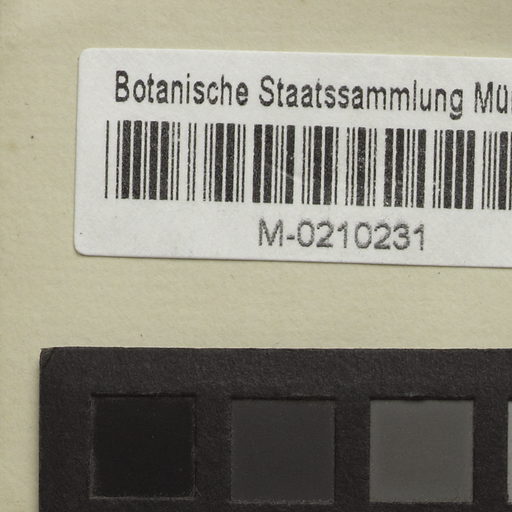 Botanische Staatssammlung Mü
M-0210231